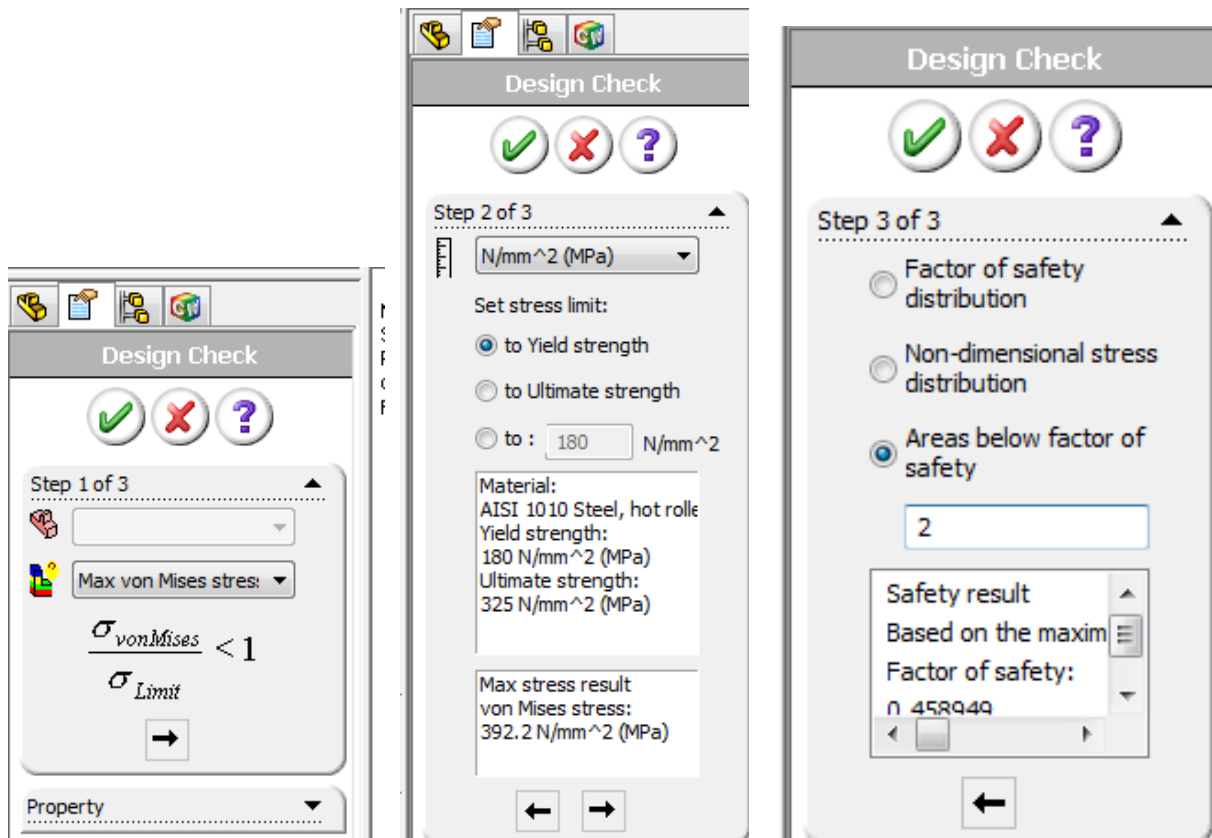 Design Check
Step 1 of 3
Max von Mises stres
σvonMises
σLimit
< 1
Property
Design Check
Step 2 of 3
N/mm^2 (MPa)
Set stress limit:
to Yield strength
to Ultimate strength
to : 180 N/mm^2
Material:
AISI 1010 Steel, hot rolle
Yield strength:
180 N/mm^2 (MPa)
Ultimate strength:
325 N/mm^2 (MPa)
Max stress result
von Mises stress:
392.2 N/mm^2 (MPa)
Design Check
Step 3 of 3
Factor of safety
distribution
Non-dimensional stress
distribution
Areas below factor of
safety
2
Safety result
Based on the maxim
Factor of safety:
0.458949